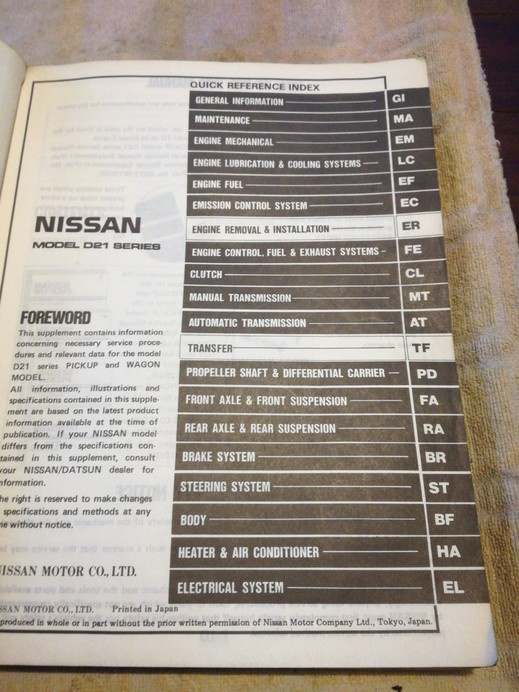 QUICK REFERENCE INDEX
GENERAL INFORMATION GI
MAINTENANCE MA
ENGINE MECHANICAL EM
ENGINE LUBRICATION & COOLING SYSTEMS LC
ENGINE FUEL EF
EMISSION CONTROL SYSTEM EC
ENGINE REMOVAL & INSTALLATION ER
ENGINE CONTROL, FUEL & EXHAUST SYSTEMS FE
CLUTCH CL
MANUAL TRANSMISSION MT
AUTOMATIC TRANSMISSION AT
TRANSFER TF
PROPELLER SHAFT & DIFFERENTIAL CARRIER PD
FRONT AXLE & FRONT SUSPENSION FA
REAR AXLE & REAR SUSPENSION RA
BRAKE SYSTEM BR
STEERING SYSTEM ST
BODY BF
HEATER & AIR CONDITIONER HA
ELECTRICAL SYSTEM EL
NISSAN
MODEL D21 SERIES
FOREWORD
This supplement contains information
concerning necessary service proce-
dures and relevant data for the model
D21 series PICKUP and WAGON
MODEL.
All information, illustrations and
specifications contained in this supple-
ment are based on the latest product
information available at the time of
publication. If your NISSAN model
differs from the specifications con-
tained in this supplement, consult
your NISSAN/DATSUN dealer for
information.
The right is reserved to make changes
specifications and methods at any
without notice.
NISSAN MOTOR CO., LTD.
SSAN MOTOR CO., LTD. Printed in Japan
produced in whole or in part without the prior written permission of Nissan Motor Company Ltd., Tokyo, Japan.